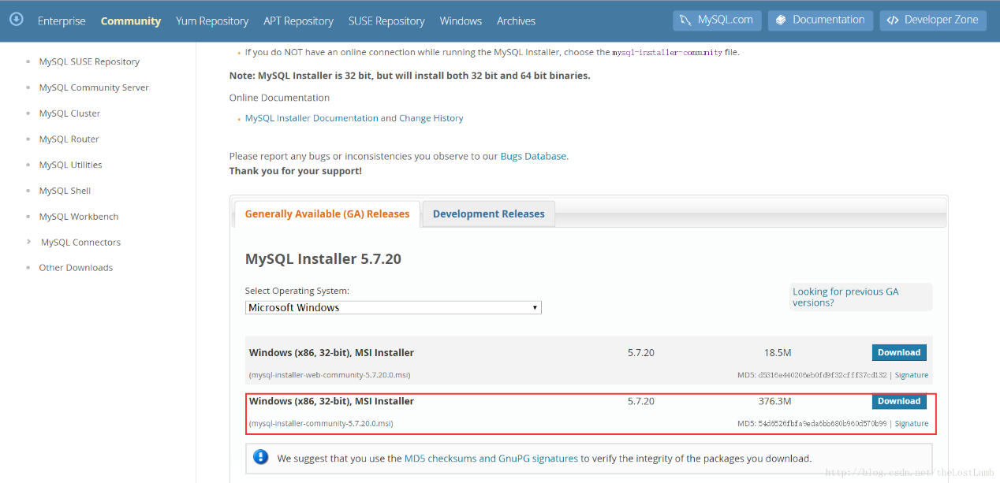 Enterprise Community Yum Repository APT Repository SUSE Repository Windows Archives MySQL.com Documentation Developer Zone
MySQL SUSE Repository
MySQL Community Server
MySQL Cluster
MySQL Router
MySQL Utilities
MySQL Shell
MySQL Workbench
MySQL Connectors
Other Downloads
If you do NOT have an online connection while running the MySQL Installer, choose the mysql-installer-community file.
Note: MySQL Installer is 32 bit, but will install both 32 bit and 64 bit binaries.
Online Documentation
MySQL Installer Documentation and Change History
Please report any bugs or inconsistencies you observe to our Bugs Database.
Thank you for your support!
Generally Available (GA) Releases Development Releases
MySQL Installer 5.7.20
Select Operating System:
Microsoft Windows
Looking for previous GA
versions?
Windows (x86, 32-bit), MSI Installer 5.7.20 18.5M Download
(mysql-installer-web-community-5.7.20.0.msi) MD5: d5316e440206eb0fd9f32cfff37cd132 | Signature
Windows (x86, 32-bit), MSI Installer 5.7.20 376.3M Download
(mysql-installer-community-5.7.20.0.msi) MD5: 54d6526fbfa9eda6bb680b960d570b99 | Signature
We suggest that you use the MD5 checksums and GnuPG signatures to verify the integrity of the packages you download.
http://blog.csdn.net/theLostLamb